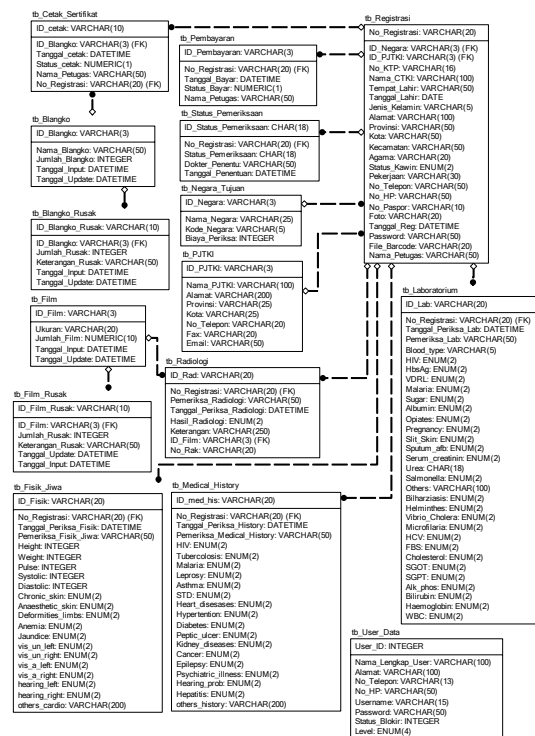 tb_Cetak_Sertifikat
ID_cetak: VARCHAR(10)
ID_Blangko: VARCHAR(3) (FK)
Tanggal_cetak: DATETIME
Status_cetak: NUMERIC(1)
Nama_Petugas: VARCHAR(50)
No_Registrasi: VARCHAR(20) (FK)
tb_Blangko
ID_Blangko: VARCHAR(3)
Nama_Blangko: VARCHAR(50)
Jumlah_Blangko: INTEGER
Tanggal_Input: DATETIME
Tanggal_Update: DATETIME
tb_Blangko_Rusak
ID_Blangko_Rusak: VARCHAR(10)
ID_Blangko: VARCHAR(3) (FK)
Jumlah_Rusak: INTEGER
Keterangan_Rusak: VARCHAR(50)
Tanggal_Input: DATETIME
Tanggal_Update: DATETIME
tb_Film
ID_Film: VARCHAR(3)
Ukuran: VARCHAR(20)
Jumlah_Film: NUMERIC(10)
Tanggal_Input: DATETIME
Tanggal_Update: DATETIME
tb_Film_Rusak
ID_Film_Rusak: VARCHAR(10)
ID_Film: VARCHAR(3) (FK)
Jumlah_Rusak: INTEGER
Keterangan_Rusak: VARCHAR(50)
Tanggal_Update: DATETIME
Tanggal_Input: DATETIME
tb_Fisik_Jiwa
ID_Fisik: VARCHAR(20)
No_Registrasi: VARCHAR(20) (FK)
Tanggal_Periksa_Fisik: DATETIME
Pemeriksa_Fisik_Jiwa: VARCHAR(50)
Height: INTEGER
Weight: INTEGER
Pulse: INTEGER
Systolic: INTEGER
Diastolic: INTEGER
Chronic_skin: ENUM(2)
Anaesthetic_skin: ENUM(2)
Deformities_limbs: ENUM(2)
Anemia: ENUM(2)
Jaundice: ENUM(2)
vis_un_left: ENUM(2)
vis_un_right: ENUM(2)
vis_a_left: ENUM(2)
vis_a_right: ENUM(2)
hearing_left: ENUM(2)
hearing_right: ENUM(2)
others_cardio: VARCHAR(200)
tb_Pembayaran
ID_Pembayaran: VARCHAR(3)
No_Registrasi: VARCHAR(20) (FK)
Tanggal_Bayar: DATETIME
Status_Bayar: NUMERIC(1)
Nama_Petugas: VARCHAR(50)
tb_Status_Pemeriksaan
ID_Status_Pemeriksaan: CHAR(18)
No_Registrasi: VARCHAR(20) (FK)
Status_Pemeriksaan: CHAR(18)
Dokter_Penentu: VARCHAR(50)
Tanggal_Penentuan: DATETIME
tb_Negara_Tujuan
ID_Negara: VARCHAR(3)
Nama_Negara: VARCHAR(25)
Kode_Negara: VARCHAR(5)
Biaya_Periksa: INTEGER
tb_PJTKI
ID_PJTKI: VARCHAR(3)
Nama_PJTKI: VARCHAR(100)
Alamat: VARCHAR(200)
Provinsi: VARCHAR(25)
Kota: VARCHAR(25)
No_Telepon: VARCHAR(20)
Fax: VARCHAR(20)
Email: VARCHAR(50)
tb_Radiologi
ID_Rad: VARCHAR(20)
No_Registrasi: VARCHAR(20) (FK)
Pemeriksa_Radiologi: VARCHAR(50)
Tanggal_Periksa_Radiologi: DATETIME
Hasil_Radiologi: ENUM(2)
Keterangan: VARCHAR(250)
ID_Film: VARCHAR(3) (FK)
No_Rak: VARCHAR(20)
tb_Medical_History
ID_med_his: VARCHAR(20)
No_Registrasi: VARCHAR(20) (FK)
Tanggal_Periksa_History: DATETIME
Pemeriksa_Medical_History: VARCHAR(50)
HIV: ENUM(2)
Tubercolosis: ENUM(2)
Malaria: ENUM(2)
Leprosy: ENUM(2)
Asthma: ENUM(2)
STD: ENUM(2)
Heart_diseases: ENUM(2)
Hypertention: ENUM(2)
Diabetes: ENUM(2)
Peptic_ulcer: ENUM(2)
Kidney_diseases: ENUM(2)
Cancer: ENUM(2)
Epilepsy: ENUM(2)
Psychiatric_illness: ENUM(2)
Hearing_prob: ENUM(2)
Hepatitis: ENUM(2)
others_history: VARCHAR(200)
tb_Registrasi
No_Registrasi: VARCHAR(20)
ID_Negara: VARCHAR(3) (FK)
ID_PJTKI: VARCHAR(3) (FK)
No_KTP: VARCHAR(16)
Nama_CTKI: VARCHAR(100)
Tempat_Lahir: VARCHAR(50)
Tanggal_Lahir: DATE
Jenis_Kelamin: VARCHAR(5)
Alamat: VARCHAR(100)
Provinsi: VARCHAR(50)
Kota: VARCHAR(50)
Kecamatan: VARCHAR(50)
Agama: VARCHAR(20)
Status_Kawin: ENUM(2)
Pekerjaan: VARCHAR(30)
No_Telepon: VARCHAR(50)
No_HP: VARCHAR(50)
No_Paspor: VARCHAR(10)
Foto: VARCHAR(20)
Tanggal_Reg: DATETIME
Password: VARCHAR(50)
File_Barcode: VARCHAR(20)
Nama_Petugas: VARCHAR(50)
tb_Laboratorium
ID_Lab: VARCHAR(20)
No_Registrasi: VARCHAR(20) (FK)
Tanggal_Periksa_Lab: DATETIME
Pemeriksa_Lab: VARCHAR(50)
Blood_type: VARCHAR(5)
HIV: ENUM(2)
HbsAg: ENUM(2)
VDRL: ENUM(2)
Malaria: ENUM(2)
Sugar: ENUM(2)
Albumin: ENUM(2)
Opiates: ENUM(2)
Pregnancy: ENUM(2)
Slit_Skin: ENUM(2)
Sputum_afb: ENUM(2)
Serum_creatinin: ENUM(2)
Urea: CHAR(18)
Salmonella: ENUM(2)
Others: VARCHAR(100)
Bilharziasis: ENUM(2)
Helminthes: ENUM(2)
Vibrio_Cholera: ENUM(2)
Microfilaria: ENUM(2)
HCV: ENUM(2)
FBS: ENUM(2)
Cholesterol: ENUM(2)
SGOT: ENUM(2)
SGPT: ENUM(2)
Alk_phos: ENUM(2)
Bilirubin: ENUM(2)
Haemoglobin: ENUM(2)
WBC: ENUM(2)
tb_User_Data
User_ID: INTEGER
Nama_Lengkap_User: VARCHAR(100)
Alamat: VARCHAR(100)
No_Telepon: VARCHAR(13)
No_HP: VARCHAR(50)
Username: VARCHAR(15)
Password: VARCHAR(50)
Status_Blokir: INTEGER
Level: ENUM(4)